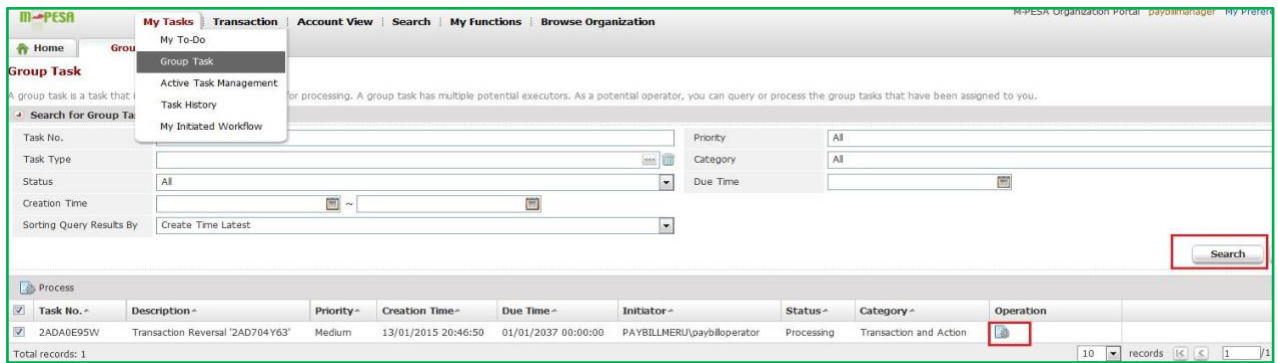 M-PESA Organization Portal paybillmanager My Prefere
M-PESA
My Tasks Transaction Account View Search My Functions Browse Organization
Home Grou
My To-Do
Group Task
Active Task Management
Task History
My Initiated Workflow
Group Task
A group task is a task that i or processing. A group task has multiple potential executors. As a potential operator, you can query or process the group tasks that have been assigned to you.
Search for Group Ta
Task No. Priority All
Task Type Category All
Status All Due Time
Creation Time ~
Sorting Query Results By Create Time Latest
Search
Process
Task No. Description Priority Creation Time Due Time Initiator Status Category Operation
2ADA0E95W Transaction Reversal '2AD704Y63' Medium 13/01/2015 20:46:50 01/01/2037 00:00:00 PAYBILLMERU\paybilloperator Processing Transaction and Action
Total records: 1 10 records 1 /1